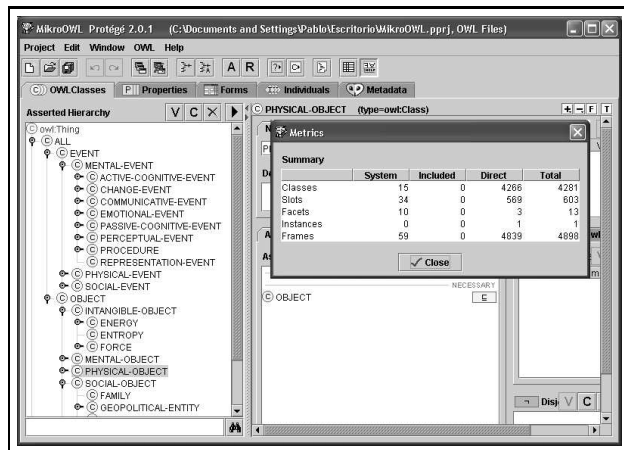 MikroOWL Protégé 2.0.1 (C:\Documents and Settings\Pablo\Escritorio\MikroOWL.pprj, OWL Files)
Project Edit Window OWL Help
A R
OWLClasses P Properties Forms Individuals Metadata
Asserted Hierarchy V C X
C PHYSICAL-OBJECT (type=owl:Class) + - F T
C owl:Thing
C ALL
C EVENT
C MENTAL-EVENT
C ACTIVE-COGNITIVE-EVENT
C CHANGE-EVENT
C COMMUNICATIVE-EVENT
C EMOTIONAL-EVENT
C PASSIVE-COGNITIVE-EVENT
C PERCEPTUAL-EVENT
C PROCEDURE
C REPRESENTATION-EVENT
C PHYSICAL-EVENT
C SOCIAL-EVENT
C OBJECT
C INTANGIBLE-OBJECT
C ENERGY
C ENTROPY
C FORCE
C MENTAL-OBJECT
C PHYSICAL-OBJECT
C SOCIAL-OBJECT
C FAMILY
C GEOPOLITICAL-ENTITY
Metrics
Summary
System Included Direct Total
Classes 15 0 4266 4281
Slots 34 0 569 603
Facets 10 0 3 13
Instances 0 0 1 1
Frames 59 0 4839 4898
Close
NECESSARY
C OBJECT ⊑
¬ Disj V C